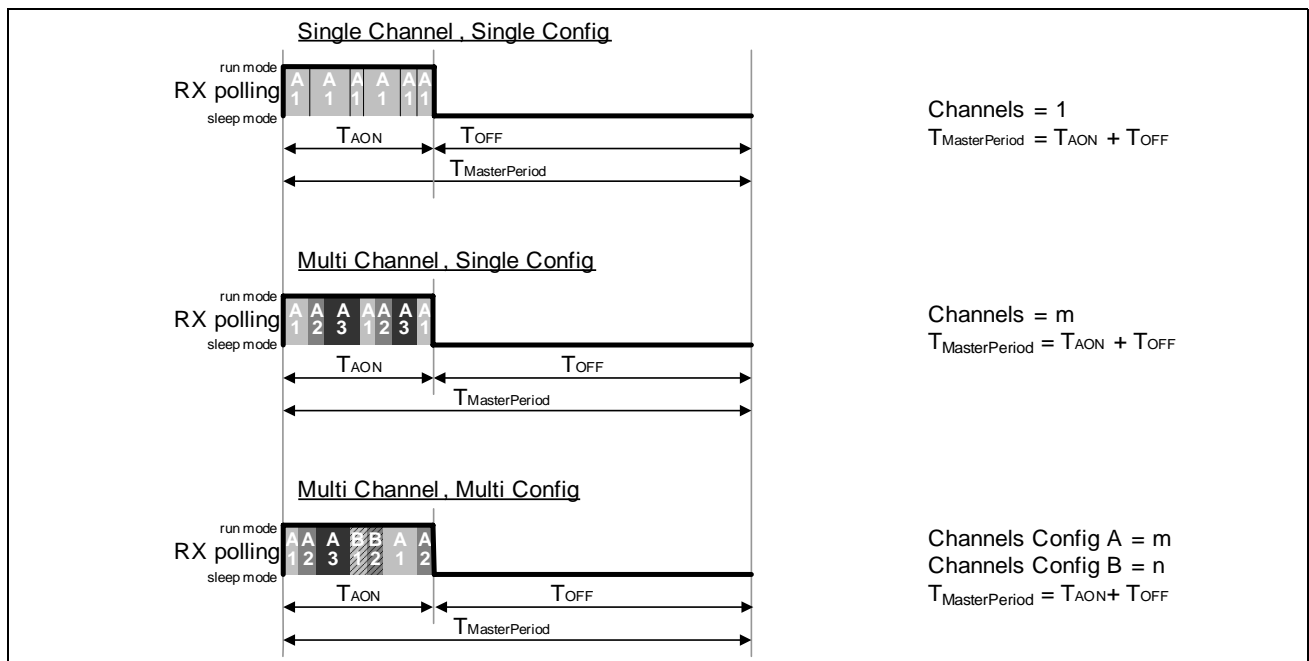 Single Channel , Single Config
run mode
RX polling
sleep mode
A A A A A A
1 1 1 1 1 1
TAON
TOFF
TMasterPeriod
Channels = 1
TMasterPeriod = TAON + TOFF
Multi Channel , Single Config
run mode
RX polling
sleep mode
A A A A A A A
1 2 3 1 2 3 1
TAON
TOFF
TMasterPeriod
Channels = m
TMasterPeriod = TAON + TOFF
Multi Channel , Multi Config
run mode
RX polling
sleep mode
A A A B B A A
1 2 3 1 2 1 2
TAON
TOFF
TMasterPeriod
Channels Config A = m
Channels Config B = n
TMasterPeriod = TAON+ TOFF